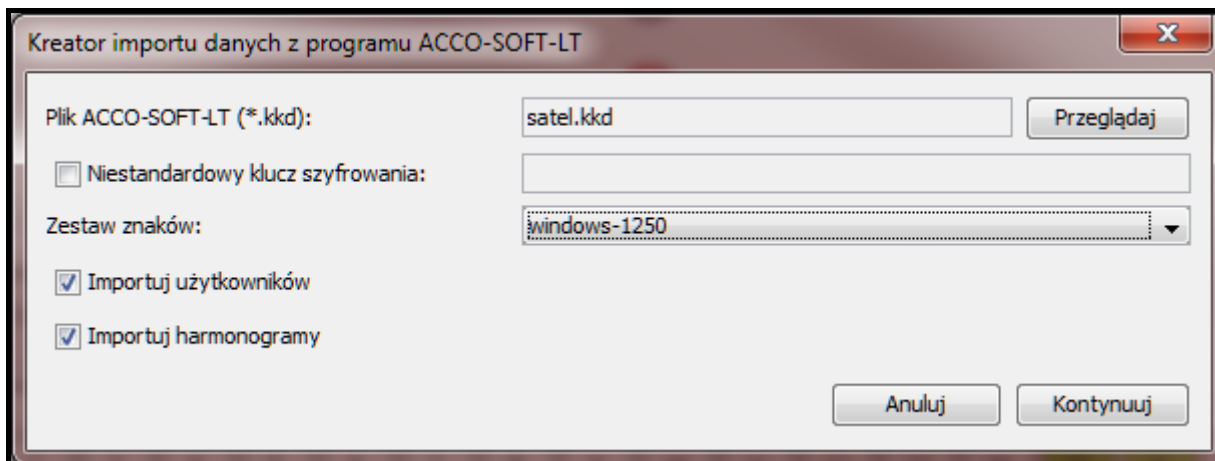 Kreator importu danych z programu ACCO-SOFT-LT
Plik ACCO-SOFT-LT (*.kkd): satel.kkd Przeglądaj
Niestandardowy klucz szyfrowania:
Zestaw znaków: windows-1250
Importuj użytkowników
Importuj harmonogramy
Anuluj Kontynuuj